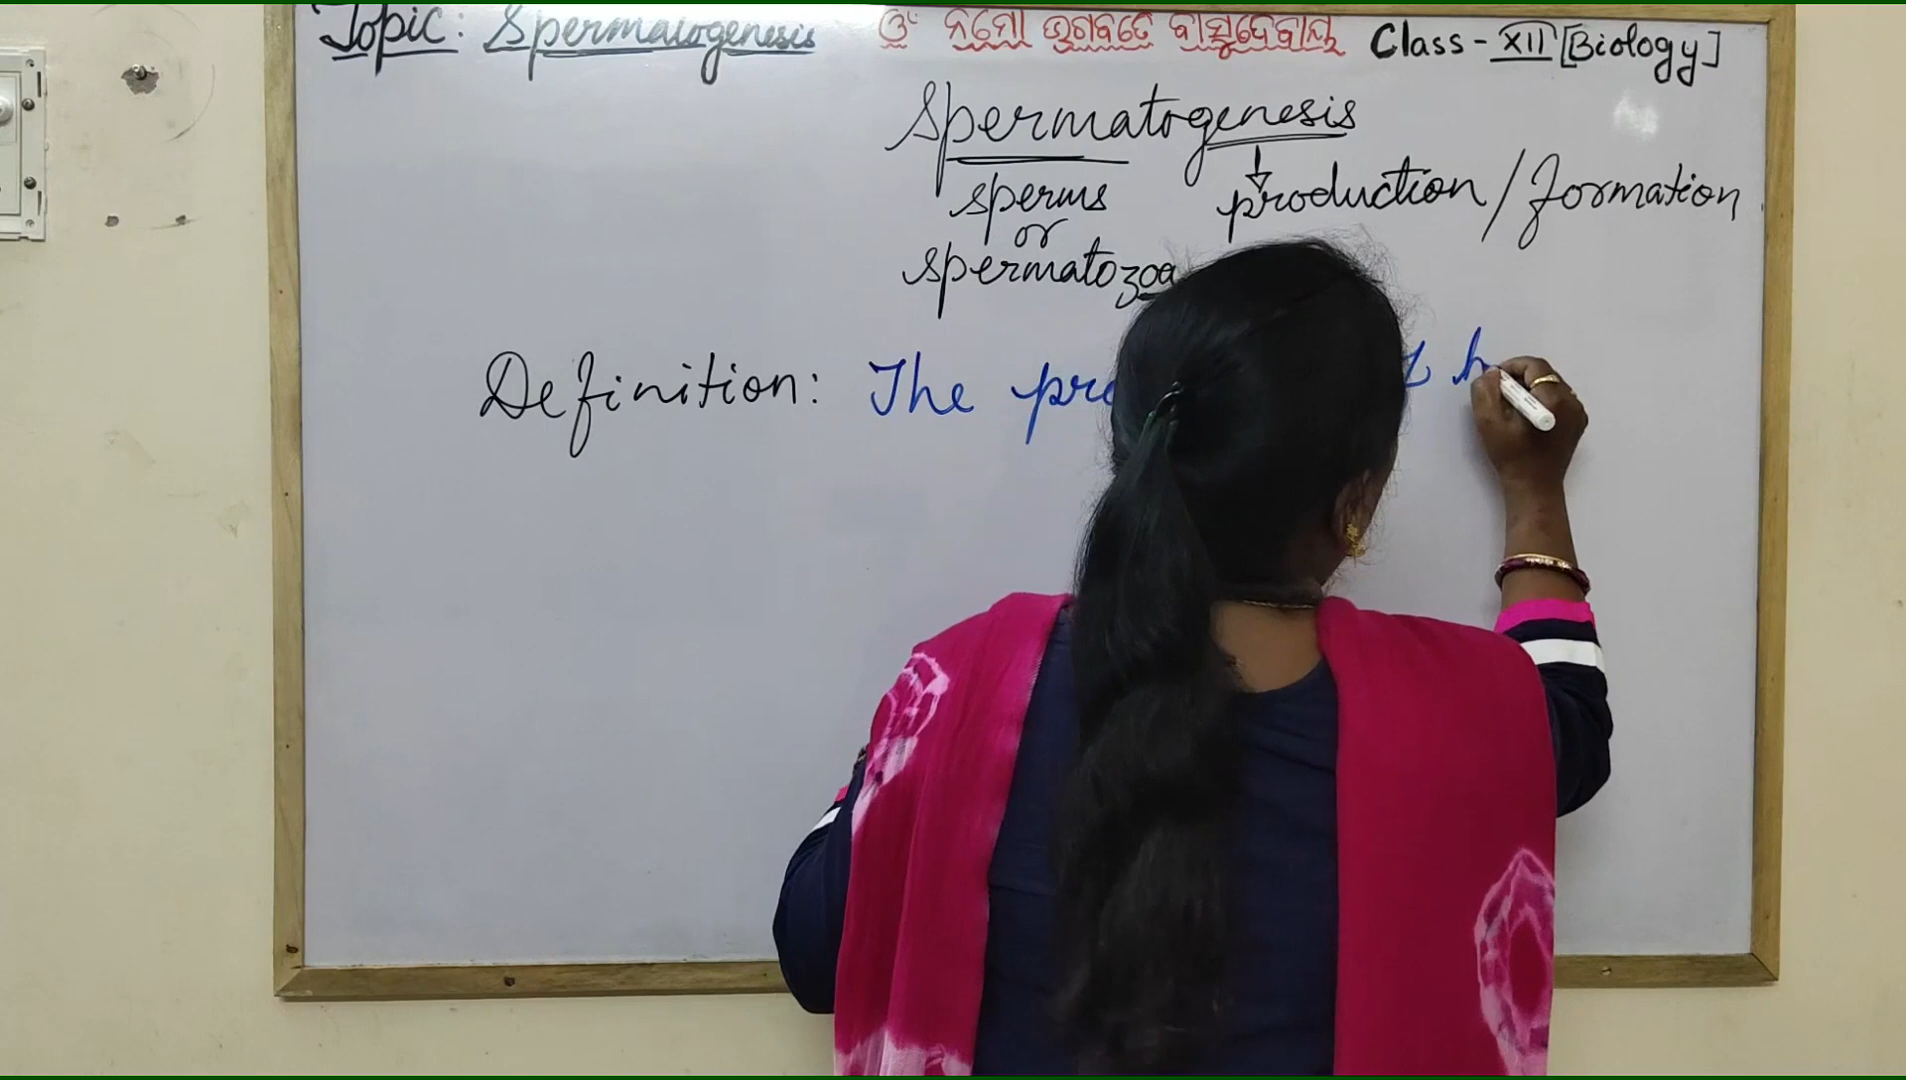 Topic: Spermatogenesis ଓଁ ନମୋ ଭଗବତେ ବାସୁଦେବାୟ Class - XII [Biology]
Spermatogenesis
sperms production / formation
or
spermatozoa
Definition: The